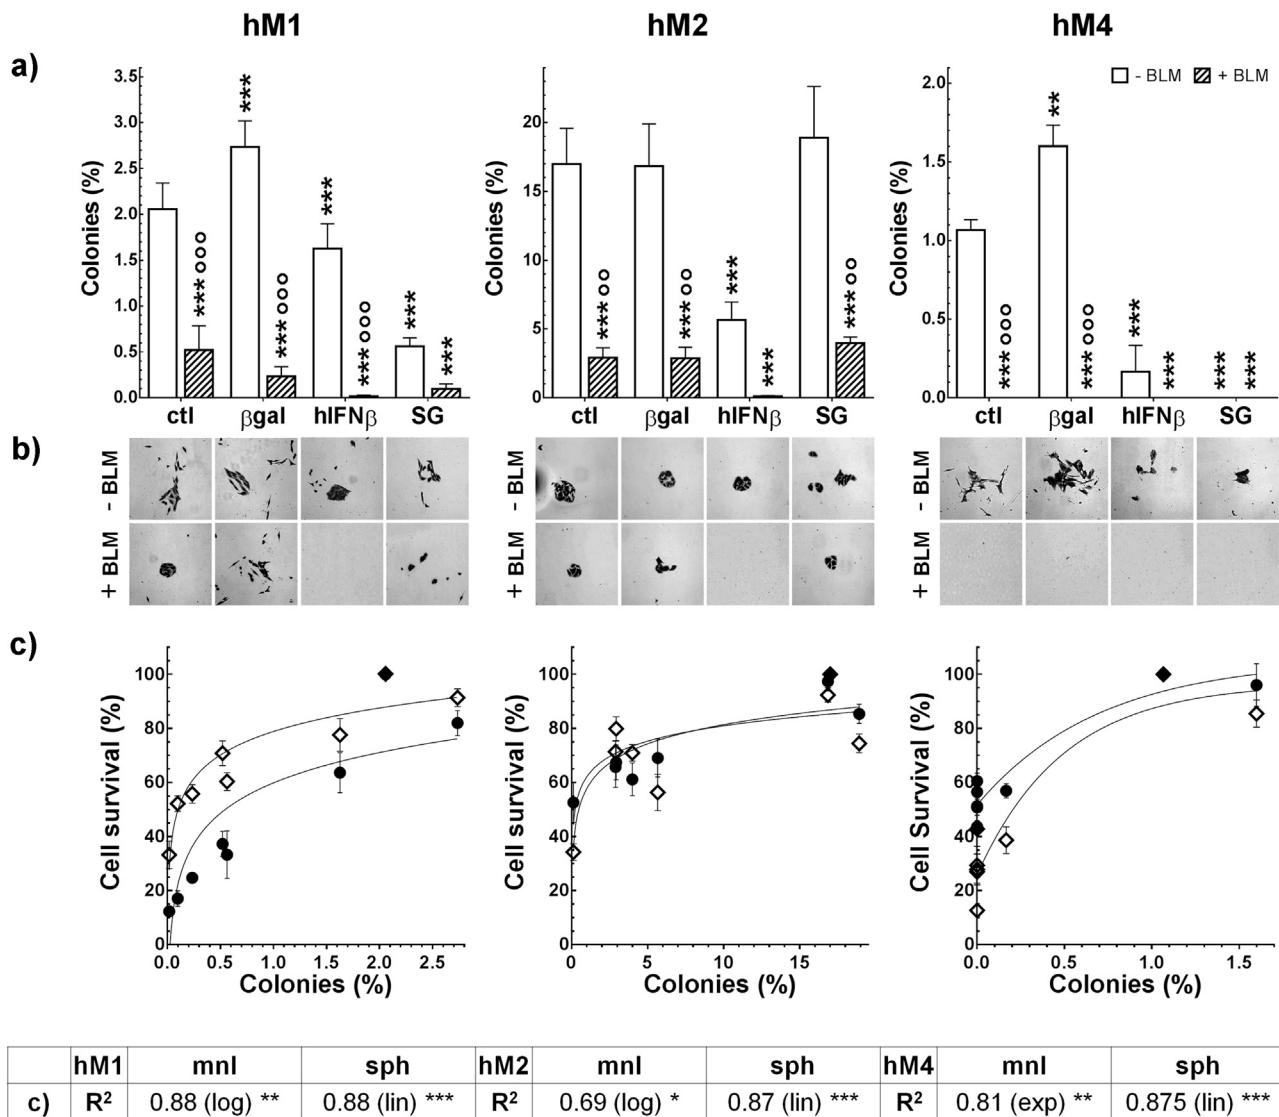 hM1 hM2 hM4
a)
- BLM + BLM
Colonies (%)
3.5
3.0
2.5
2.0
1.5
1.0
0.5
0.0
*** ooo *** *** ooo *** *** ooo *** ***
ctl βgal hIFNβ SG
Colonies (%)
20
15
10
5
0
*** oo *** oo *** *** *** oo
ctl βgal hIFNβ SG
Colonies (%)
2.0
1.5
1.0
0.5
0.0
*** ooo ** *** ooo *** *** *** ***
ctl βgal hIFNβ SG
b)
- BLM
+ BLM
- BLM
+ BLM
- BLM
+ BLM
c)
Cell survival (%)
100
80
60
40
20
0
0.0 0.5 1.0 1.5 2.0 2.5
Colonies (%)
Cell survival (%)
100
80
60
40
20
0
0 5 10 15
Colonies (%)
Cell Survival (%)
100
80
60
40
20
0
0.0 0.5 1.0 1.5
Colonies (%)
hM1 mnl sph hM2 mnl sph hM4 mnl sph
c) R² 0.88 (log) ** 0.88 (lin) *** R² 0.69 (log) * 0.87 (lin) *** R² 0.81 (exp) ** 0.875 (lin) ***